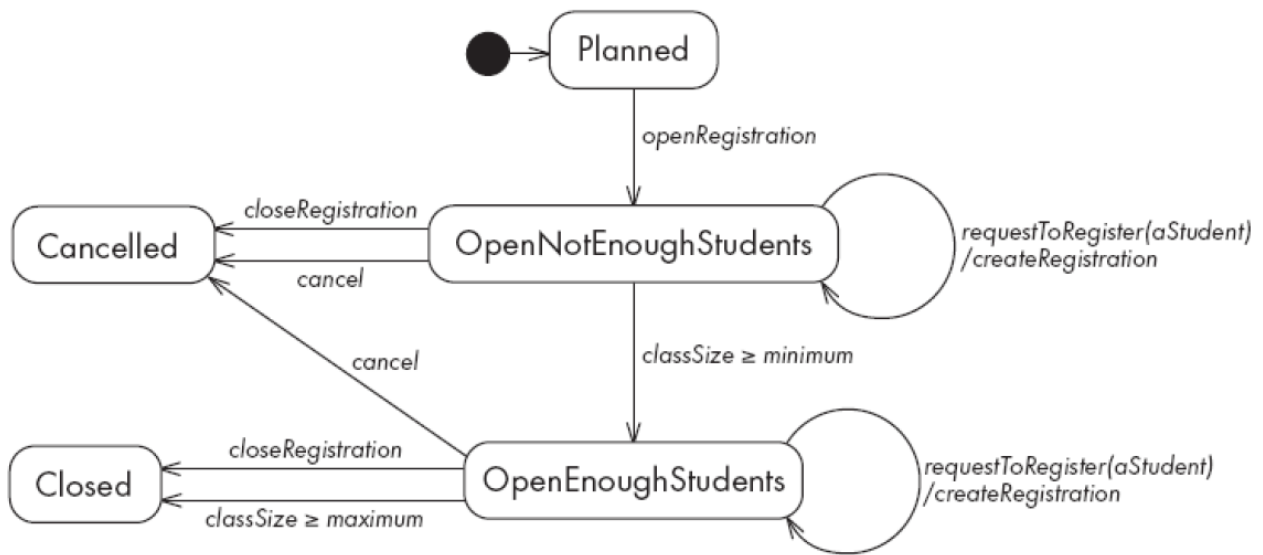 Planned
openRegistration
closeRegistration
Cancelled
OpenNotEnoughStudents
requestToRegister(aStudent)
/createRegistration
cancel
cancel
classSize ≥ minimum
closeRegistration
Closed
OpenEnoughStudents
requestToRegister(aStudent)
/createRegistration
classSize ≥ maximum